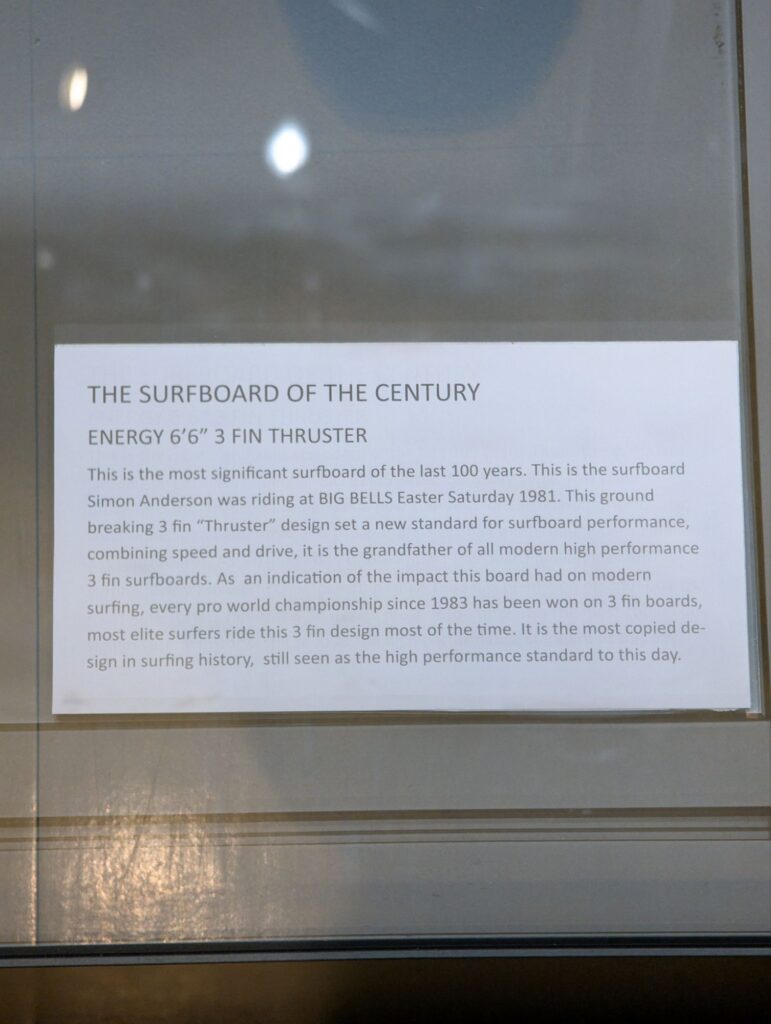 THE SURFBOARD OF THE CENTURY
ENERGY 6’6” 3 FIN THRUSTER
This is the most significant surfboard of the last 100 years. This is the surfboard
Simon Anderson was riding at BIG BELLS Easter Saturday 1981. This ground
breaking 3 fin “Thruster” design set a new standard for surfboard performance,
combining speed and drive, it is the grandfather of all modern high performance
3 fin surfboards. As  an indication of the impact this board had on modern
surfing, every pro world championship since 1983 has been won on 3 fin boards,
most elite surfers ride this 3 fin design most of the time. It is the most copied de-
sign in surfing history,  still seen as the high performance standard to this day.